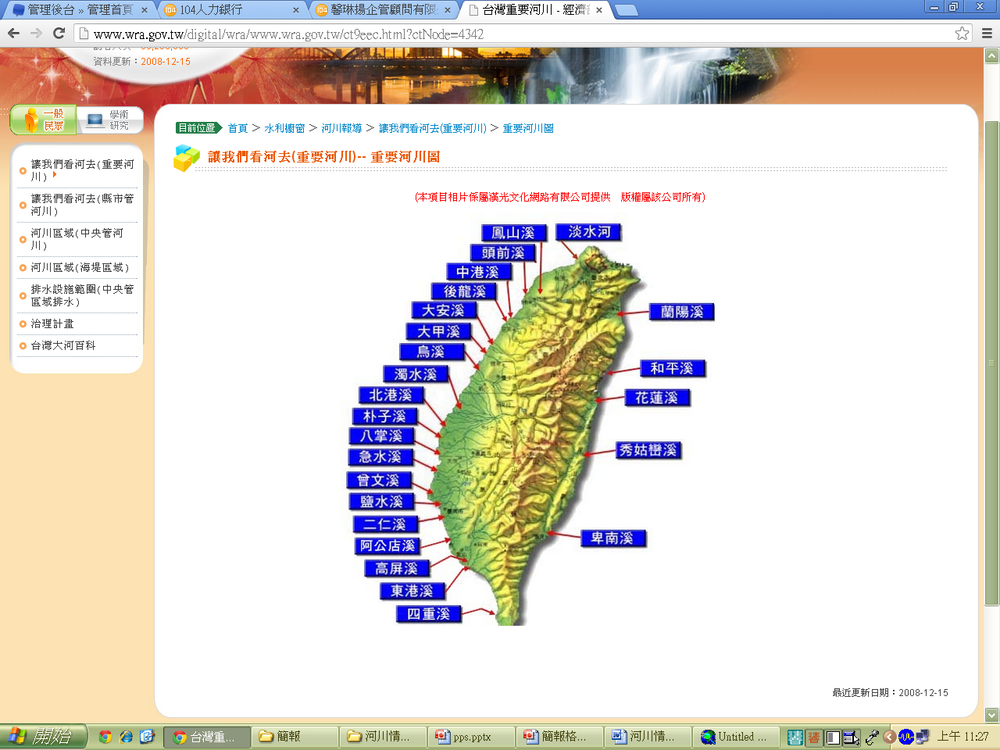 管理後台 » 管理首頁
104人力銀行
馨琳揚企管顧問有限
台灣重要河川 - 經濟
www.wra.gov.tw/digital/wra/www.wra.gov.tw/ct9eec.html?ctNode=4342
資料更新：2008-12-15
一般
民眾
學術
研究
目前位置 首頁 > 水利櫥窗 > 河川報導 > 讓我們看河去(重要河川) > 重要河川圖
讓我們看河去(重要河川)-- 重要河川圖
讓我們看河去(重要河
川)
讓我們看河去(縣市管
河川)
河川區域(中央管河
川)
河川區域(海堤區域)
排水設施範圍(中央管
區域排水)
治理計畫
台灣大河百科
(本項目相片係屬漢光文化網路有限公司提供　版權屬該公司所有)
鳳山溪
淡水河
頭前溪
中港溪
後龍溪
大安溪
蘭陽溪
大甲溪
烏溪
和平溪
濁水溪
北港溪
花蓮溪
朴子溪
八掌溪
秀姑巒溪
急水溪
曾文溪
鹽水溪
二仁溪
卑南溪
阿公店溪
高屏溪
東港溪
四重溪
最近更新日期：2008-12-15
開始
台灣重...
簡報
河川情...
pps.pptx
簡報格...
河川情...
Untitled ...
上午 11:27